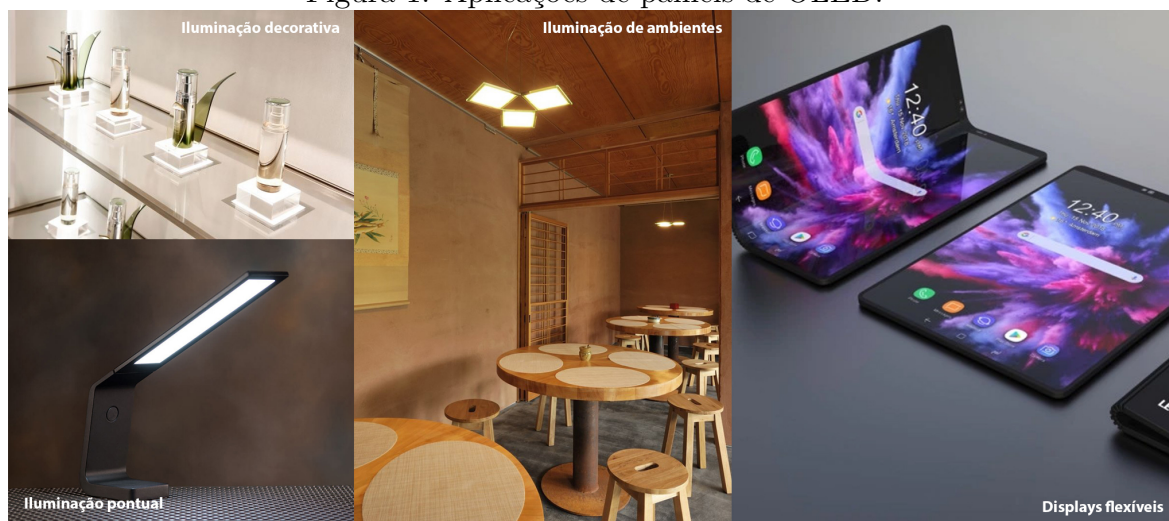 Figura 1: Aplicações de painéis de OLED.
Iluminação decorativa
Iluminação de ambientes
12:40
12:40
Amsterdam
Iluminação pontual
Displays flexíveis